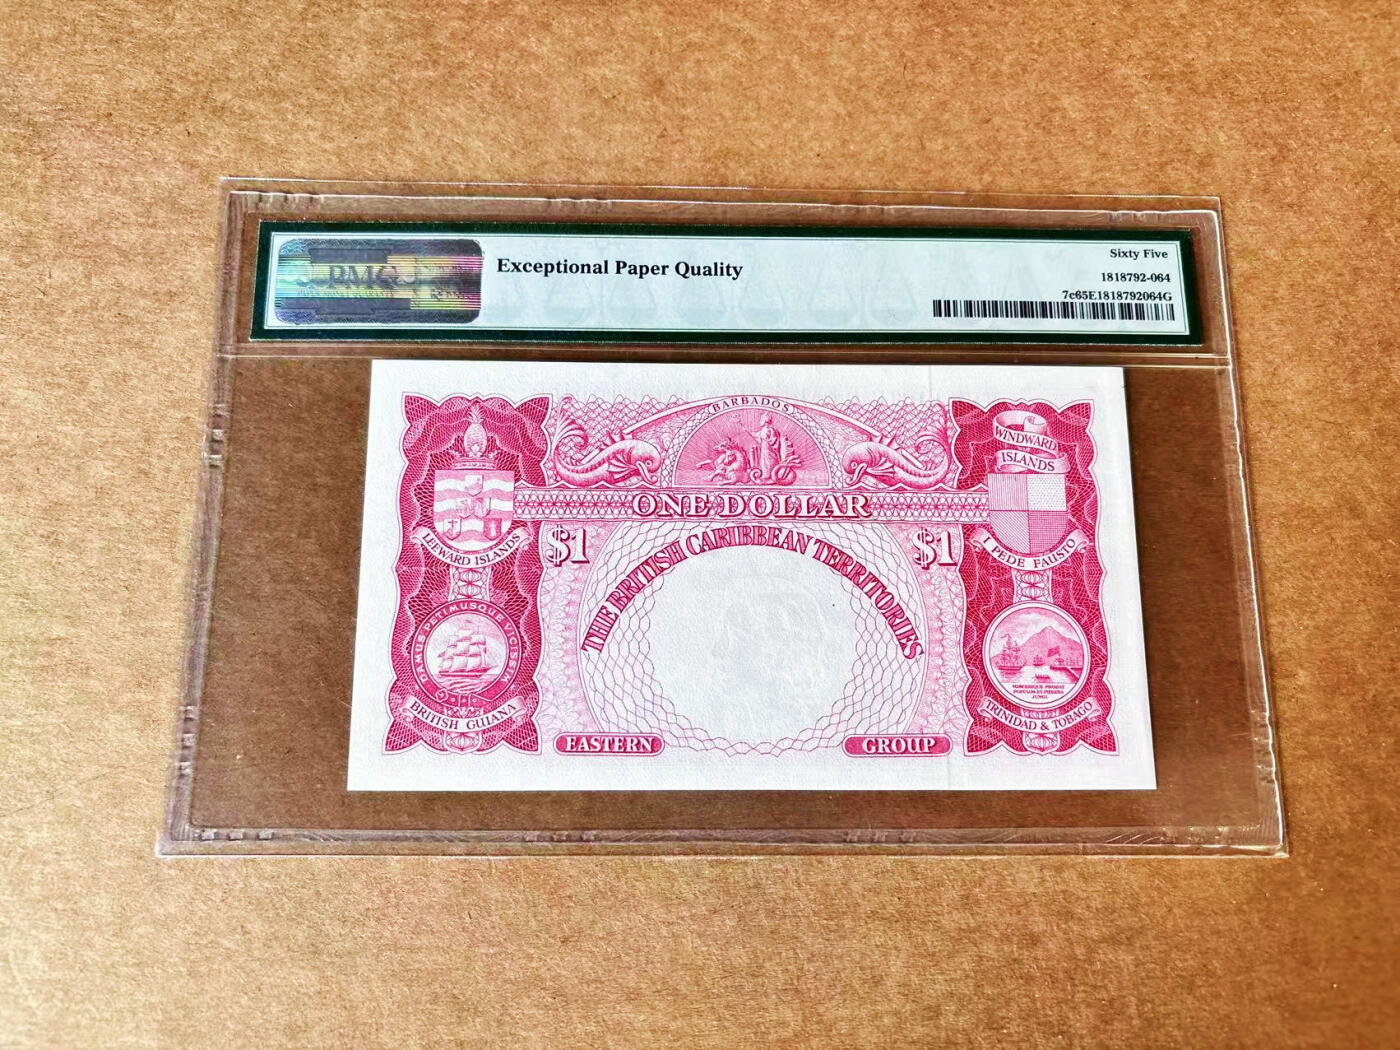 PMG
Exceptional Paper Quality
Sixty Five
1818792-064
7c65E1818792064G
BARBADOS
WINDWARD
ISLANDS
ONE DOLLAR
LEEWARD ISLANDS
$1
$1
I PEDE FAUSTO
THE BRITISH CARIBBEAN TERRITORIES
DAMUS PETIMUSQUE VICISSIM
BRITISH GUIANA
TRINIDAD & TOBAGO
EASTERN
GROUP